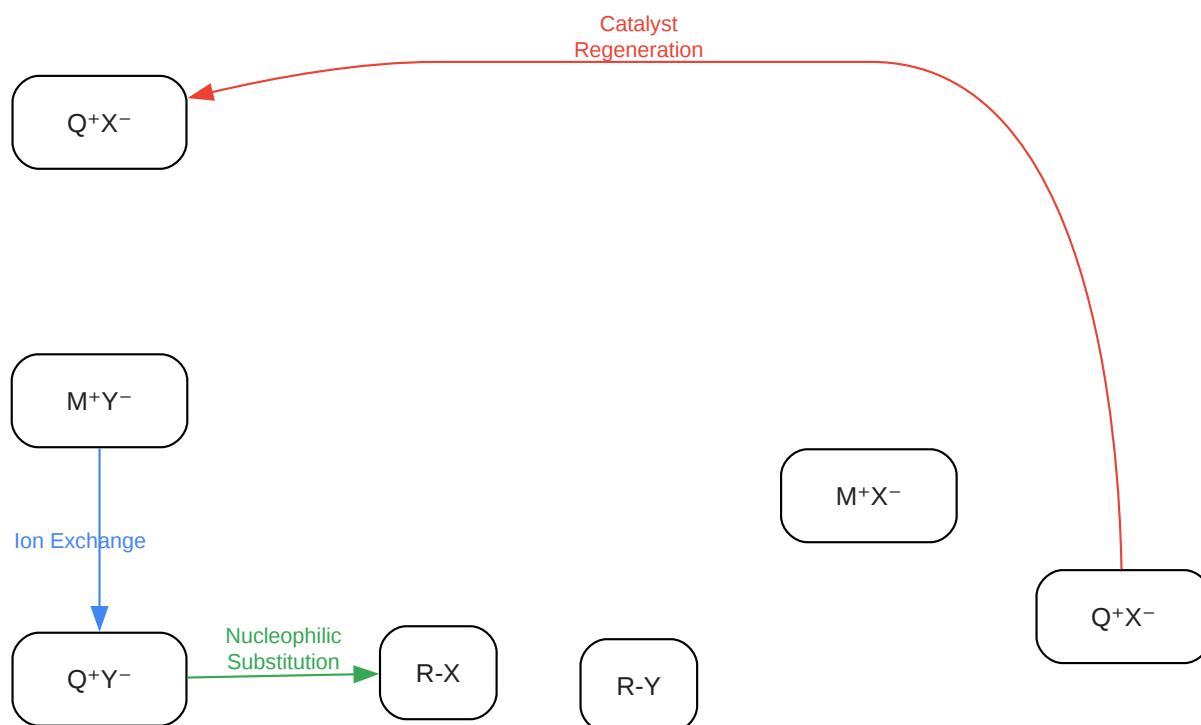 Catalyst
Regeneration
Q⁺X⁻
M⁺Y⁻
M⁺X⁻
Ion Exchange
Q⁺X⁻
Nucleophilic
Substitution
Q⁺Y⁻
R-X
R-Y